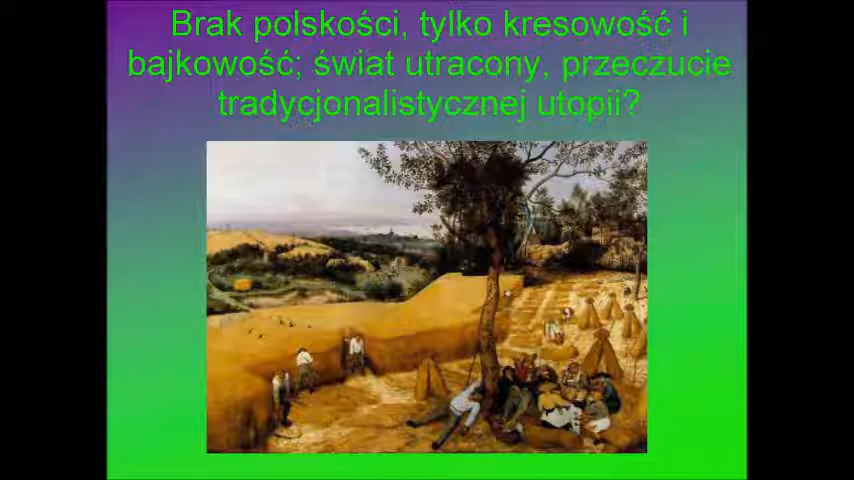 Brak polskości, tylko kresowość i
bajkowość; świat utracony, przeczucie
tradycjonalistycznej utopii?